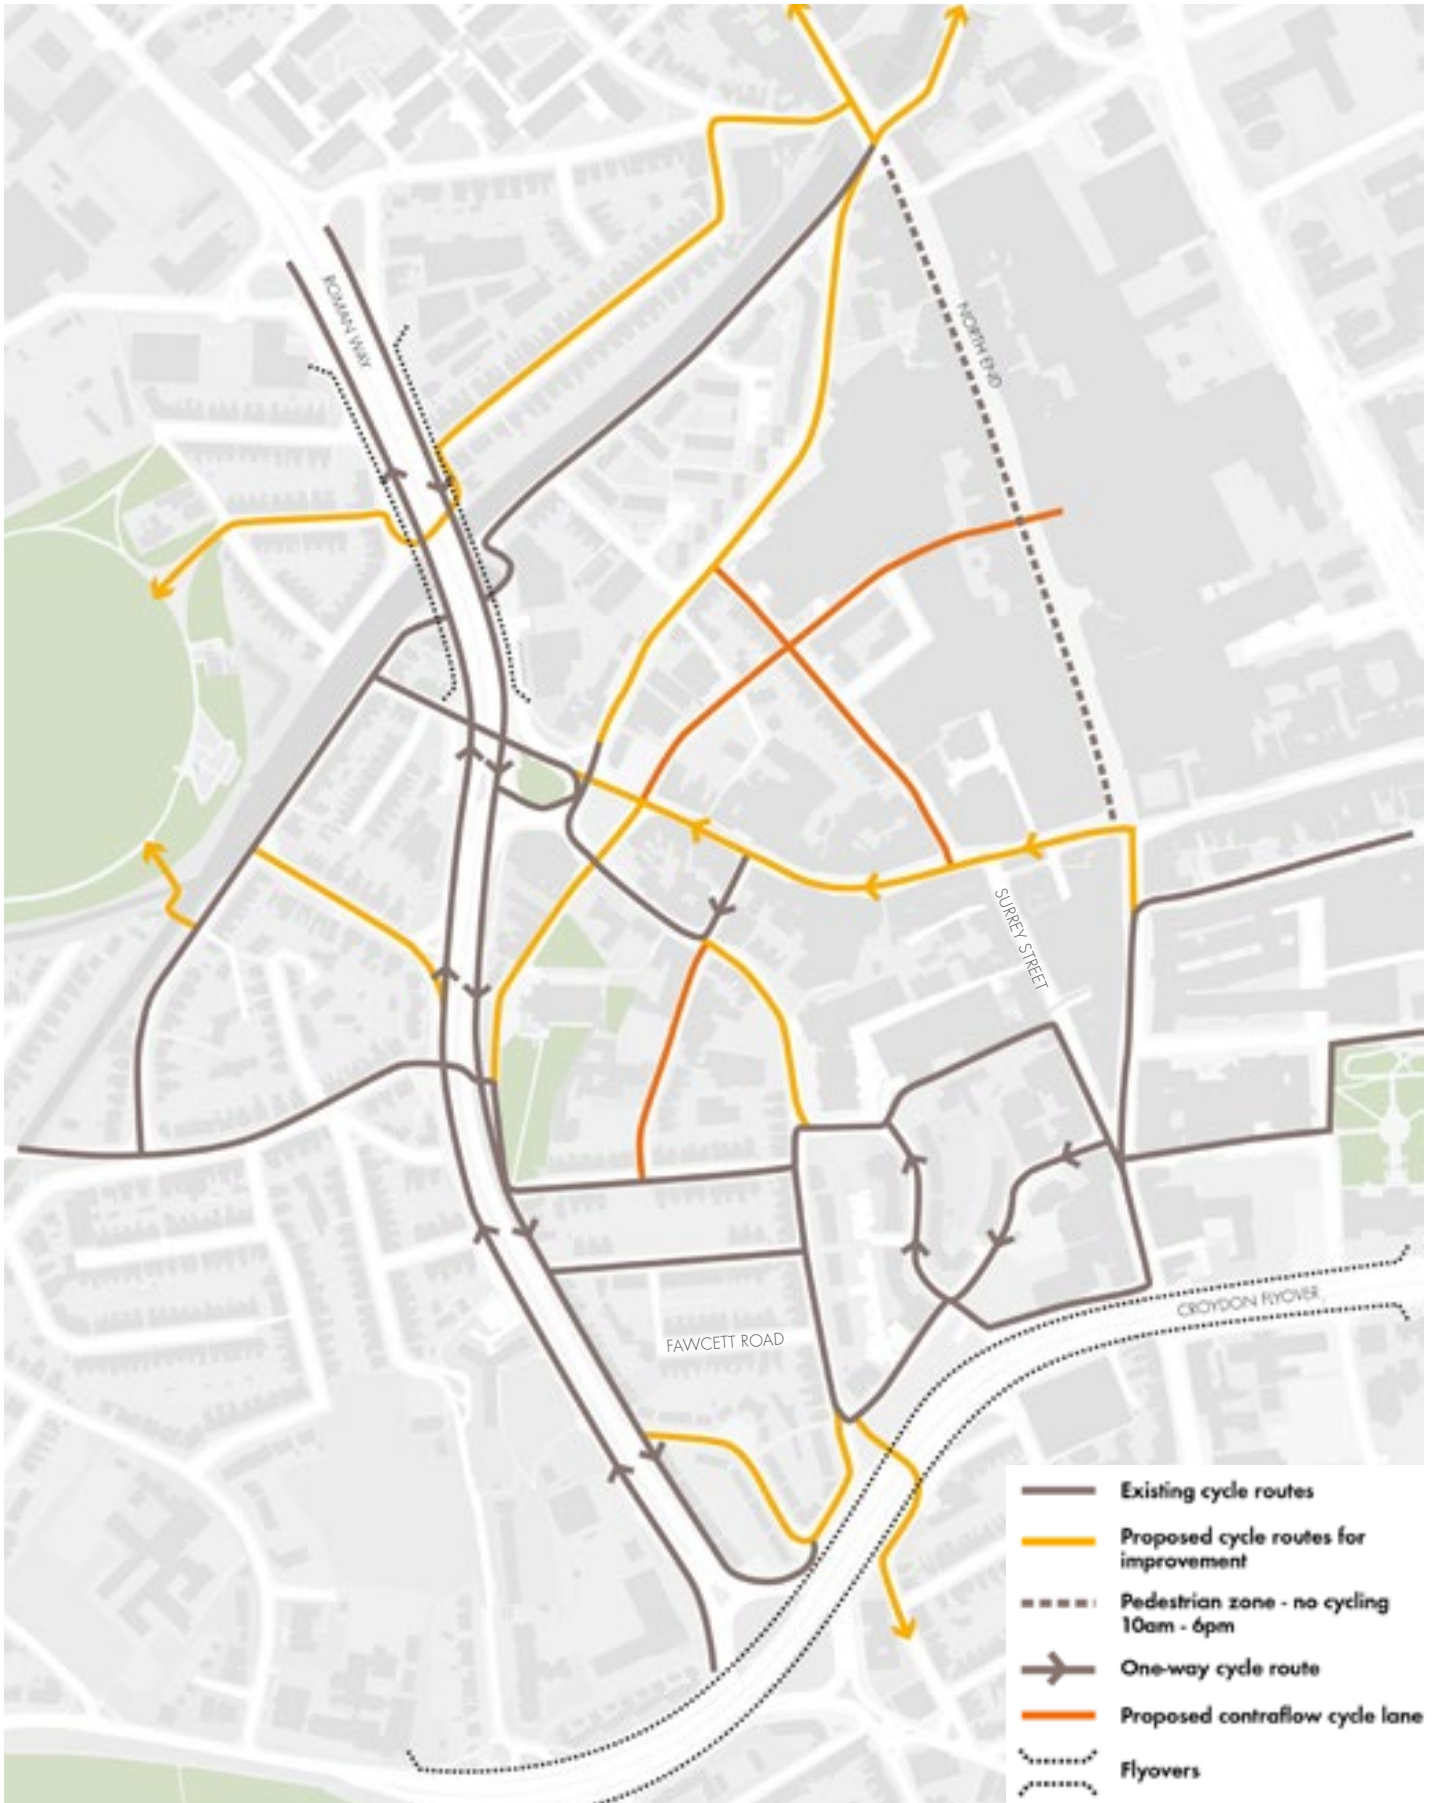 ROMAN WAY
NORTH END
SURREY STREET
CROYDON FLYOVER
FAWCETT ROAD
Existing cycle routes
Proposed cycle routes for
improvement
Pedestrian zone - no cycling
10am - 6pm
One-way cycle route
Proposed contraflow cycle lane
Flyovers